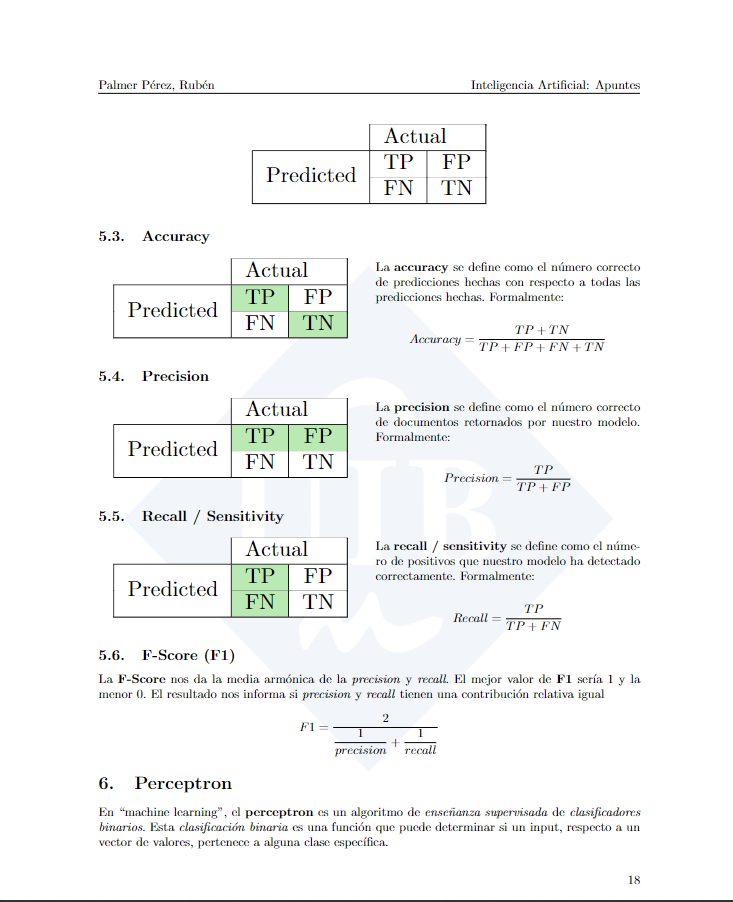 Palmer Pérez, Rubén Inteligencia Artificial: Apuntes
Actual
Predicted TP FP
FN TN
5.3. Accuracy
Actual
Predicted TP FP
FN TN
La accuracy se define como el número correcto
de predicciones hechas con respecto a todas las
predicciones hechas. Formalmente:
Accuracy = (TP + TN) / (TP + FP + FN + TN)
5.4. Precision
Actual
Predicted TP FP
FN TN
La precision se define como el número correcto
de documentos retornados por nuestro modelo.
Formalmente:
Precision = TP / (TP + FP)
5.5. Recall / Sensitivity
Actual
Predicted TP FP
FN TN
La recall / sensitivity se define como el núme-
ro de positivos que nuestro modelo ha detectado
correctamente. Formalmente:
Recall = TP / (TP + FN)
5.6. F-Score (F1)
La F-Score nos da la media armónica de la precision y recall. El mejor valor de F1 sería 1 y la
menor 0. El resultado nos informa si precision y recall tienen una contribución relativa igual
F1 = 2 / (1/precision + 1/recall)
6. Perceptron
En “machine learning”, el perceptron es un algoritmo de enseñanza supervisada de clasificadores
binarios. Esta clasificación binaria es una función que puede determinar si un input, respecto a un
vector de valores, pertenece a alguna clase específica.
18
UIB